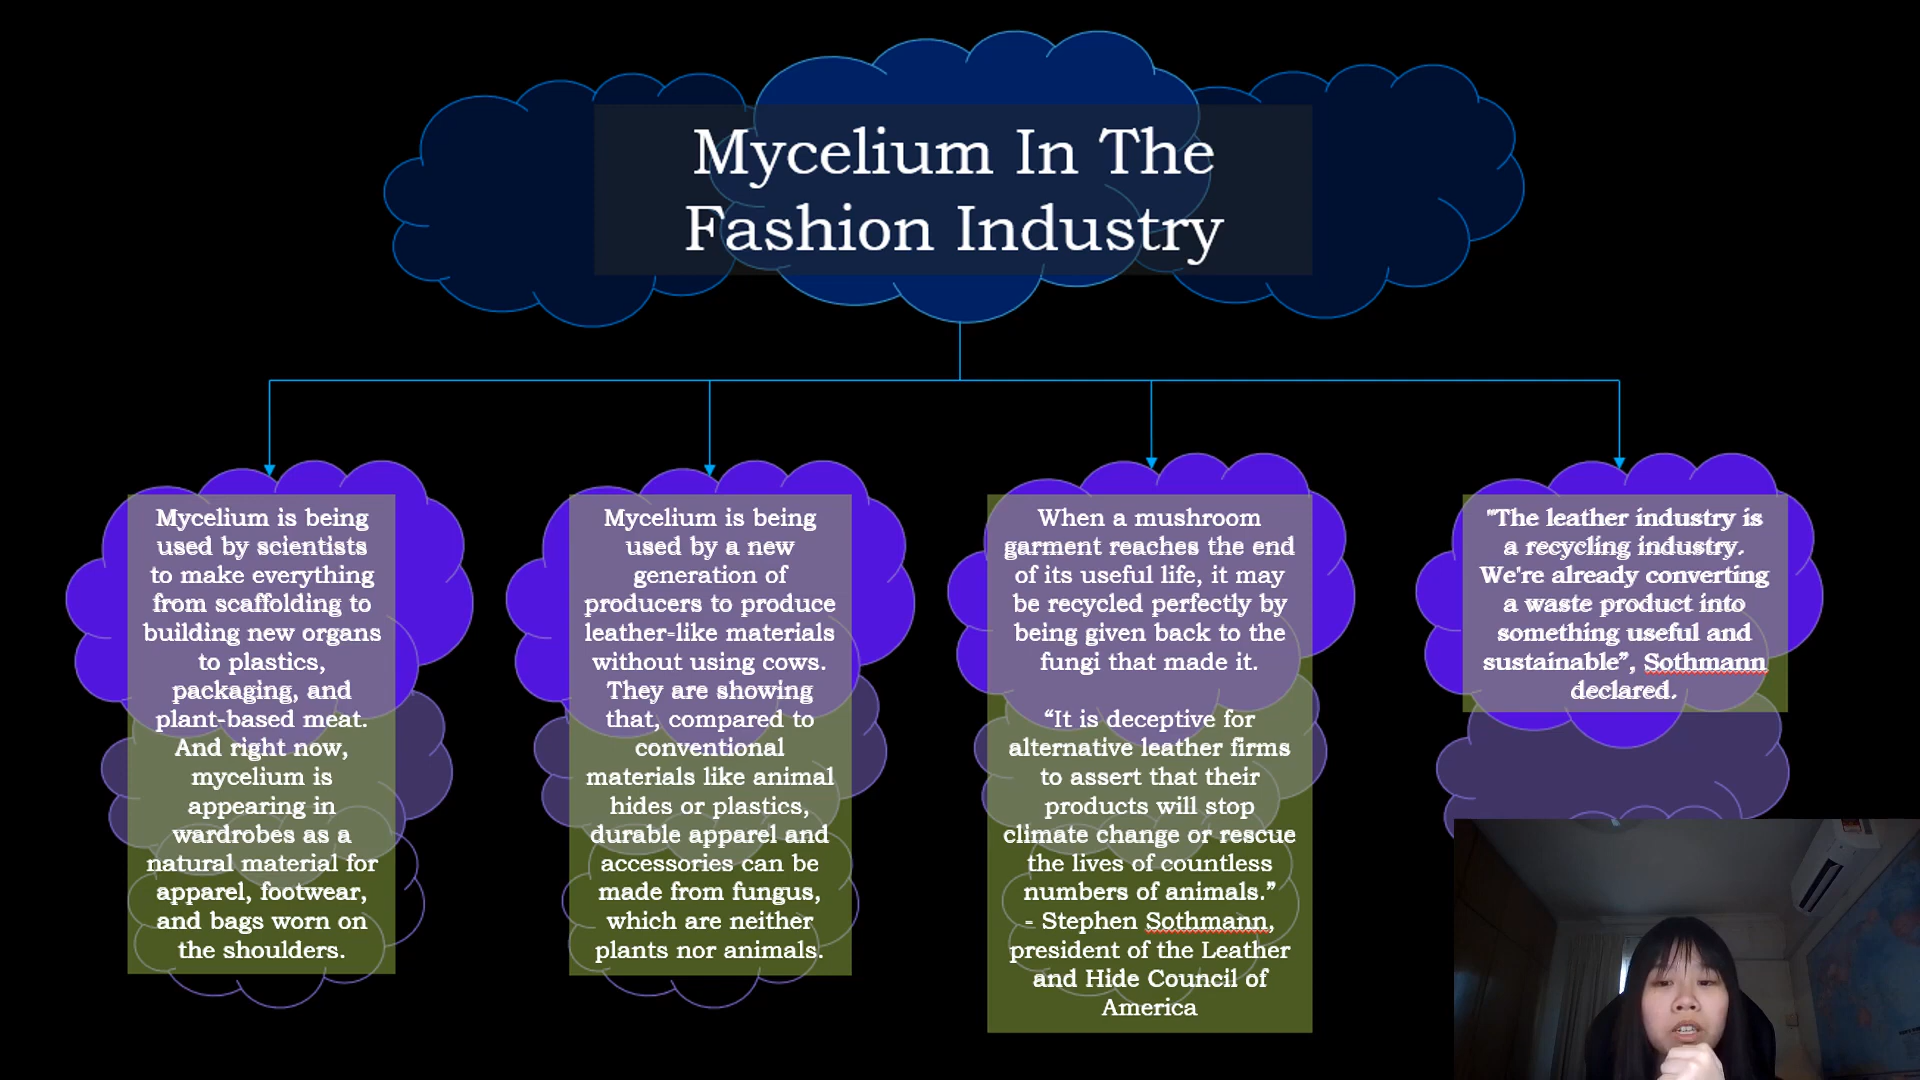 Mycelium In The
Fashion Industry
Mycelium is being
used by scientists
to make everything
from scaffolding to
building new organs
to plastics,
packaging, and
plant-based meat.
And right now,
mycelium is
appearing in
wardrobes as a
natural material for
apparel, footwear,
and bags worn on
the shoulders.
Mycelium is being
used by a new
generation of
producers to produce
leather-like materials
without using cows.
They are showing
that, compared to
conventional
materials like animal
hides or plastics,
durable apparel and
accessories can be
made from fungus,
which are neither
plants nor animals.
When a mushroom
garment reaches the end
of its useful life, it may
be recycled perfectly by
being given back to the
fungi that made it.
“It is deceptive for
alternative leather firms
to assert that their
products will stop
climate change or rescue
the lives of countless
numbers of animals.”
- Stephen Sothmann,
president of the Leather
and Hide Council of
America
"The leather industry is
a recycling industry.
We're already converting
a waste product into
something useful and
sustainable”, Sothmann
declared.